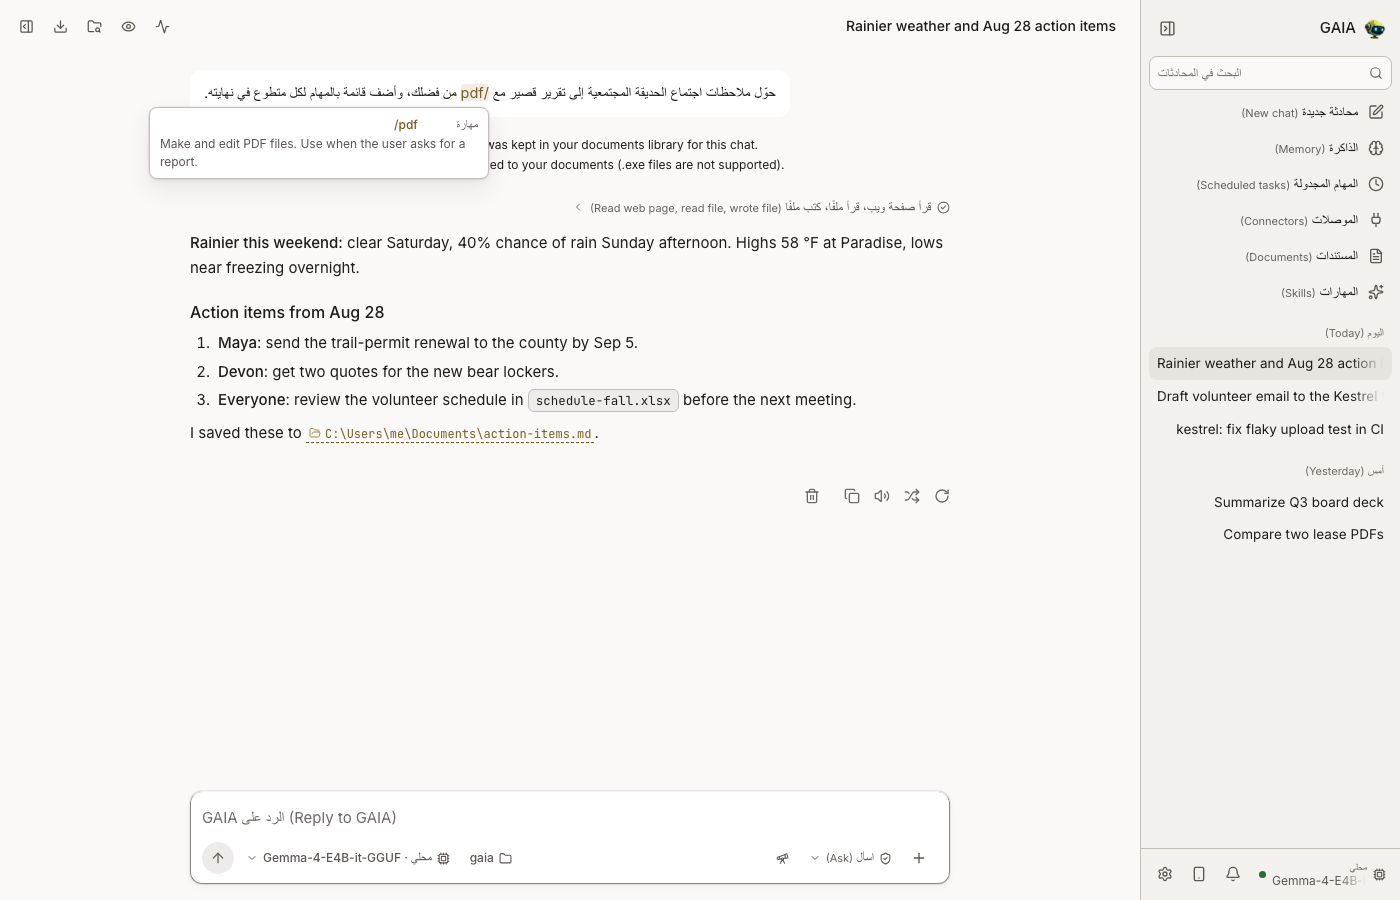 Rainier weather and Aug 28 action items
GAIA
البحث في المحادثات
محادثة جديدة (New chat)
الذاكرة (Memory)
المهام المجدولة (Scheduled tasks)
الموصلات (Connectors)
المستندات (Documents)
المهارات (Skills)
اليوم (Today)
Rainier weather and Aug 28 action
Draft volunteer email to the Kestrel
kestrel: fix flaky upload test in CI
أمس (Yesterday)
Summarize Q3 board deck
Compare two lease PDFs
محلي
Gemma-4-E4B-
حوّل ملاحظات اجتماع الحديقة المجتمعية إلى تقرير قصير مع /pdf من فضلك، وأضف قائمة بالمهام لكل متطوع في نهايته.
مهارة /pdf
Make and edit PDF files. Use when the user asks for a
report.
was kept in your documents library for this chat.
ed to your documents (.exe files are not supported).
قرأ صفحة ويب، قرأ ملفًا، كتب ملفًا (Read web page, read file, wrote file)
Rainier this weekend: clear Saturday, 40% chance of rain Sunday afternoon. Highs 58 °F at Paradise, lows
near freezing overnight.
Action items from Aug 28
1. Maya: send the trail-permit renewal to the county by Sep 5.
2. Devon: get two quotes for the new bear lockers.
3. Everyone: review the volunteer schedule in schedule-fall.xlsx before the next meeting.
I saved these to C:\Users\me\Documents\action-items.md.
الرد على GAIA (Reply to GAIA)
اسأل (Ask)
gaia
محلي · Gemma-4-E4B-it-GGUF